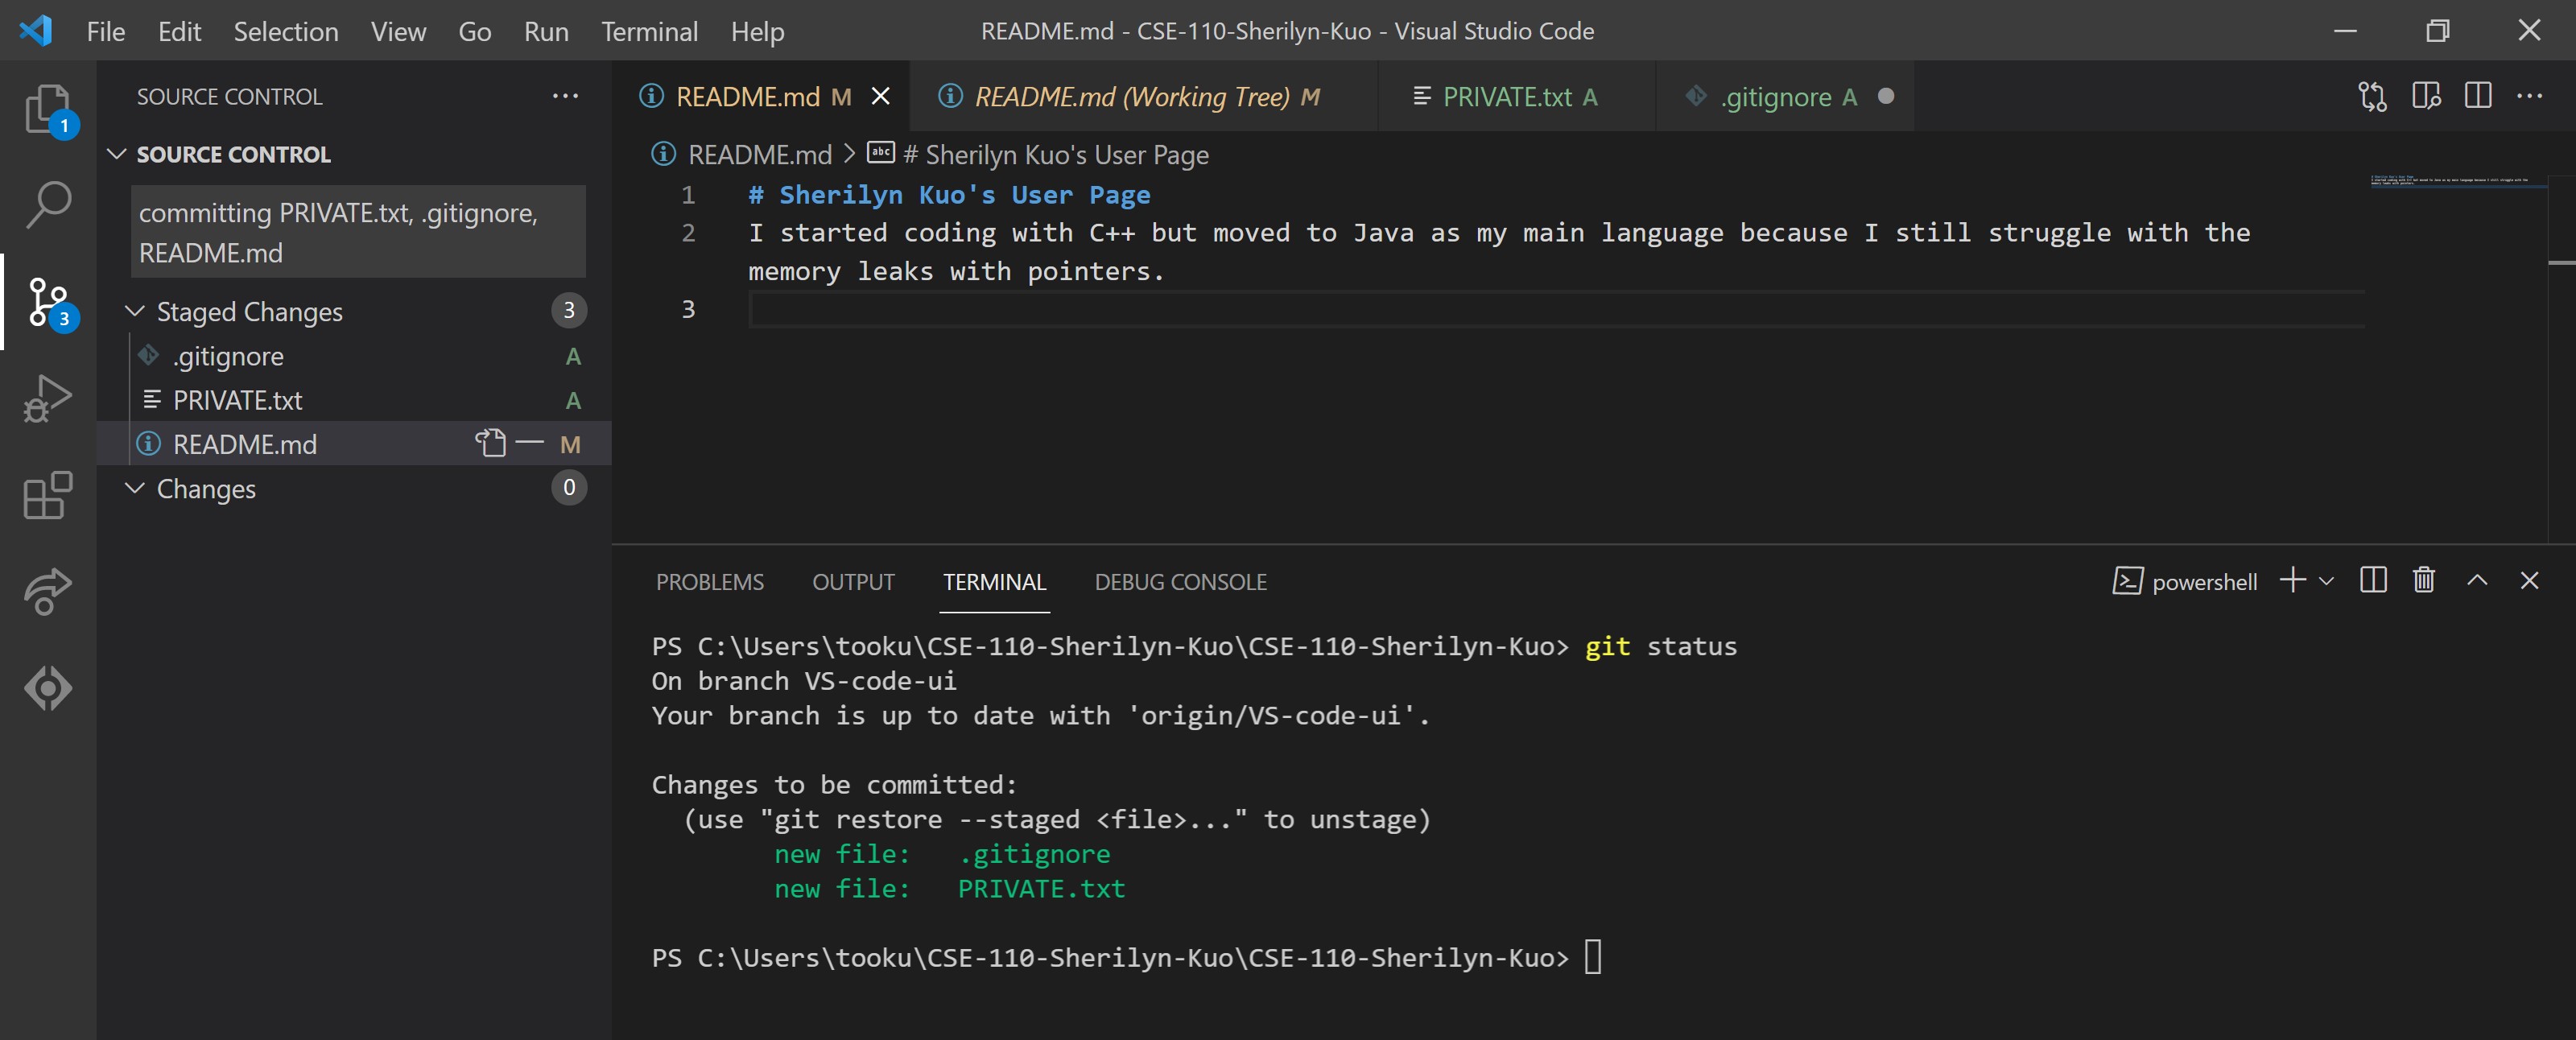 File Edit Selection View Go Run Terminal Help README.md - CSE-110-Sherilyn-Kuo - Visual Studio Code
SOURCE CONTROL
1
SOURCE CONTROL
committing PRIVATE.txt, .gitignore,
README.md
3
Staged Changes 3
.gitignore A
PRIVATE.txt A
README.md M
Changes 0
README.md M README.md (Working Tree) M PRIVATE.txt A .gitignore A
README.md > abc # Sherilyn Kuo's User Page
1 # Sherilyn Kuo's User Page
2 I started coding with C++ but moved to Java as my main language because I still struggle with the
memory leaks with pointers.
3
PROBLEMS OUTPUT TERMINAL DEBUG CONSOLE powershell
PS C:\Users\tooku\CSE-110-Sherilyn-Kuo\CSE-110-Sherilyn-Kuo> git status
On branch VS-code-ui
Your branch is up to date with 'origin/VS-code-ui'.
Changes to be committed:
(use "git restore --staged <file>..." to unstage)
new file: .gitignore
new file: PRIVATE.txt
PS C:\Users\tooku\CSE-110-Sherilyn-Kuo\CSE-110-Sherilyn-Kuo>